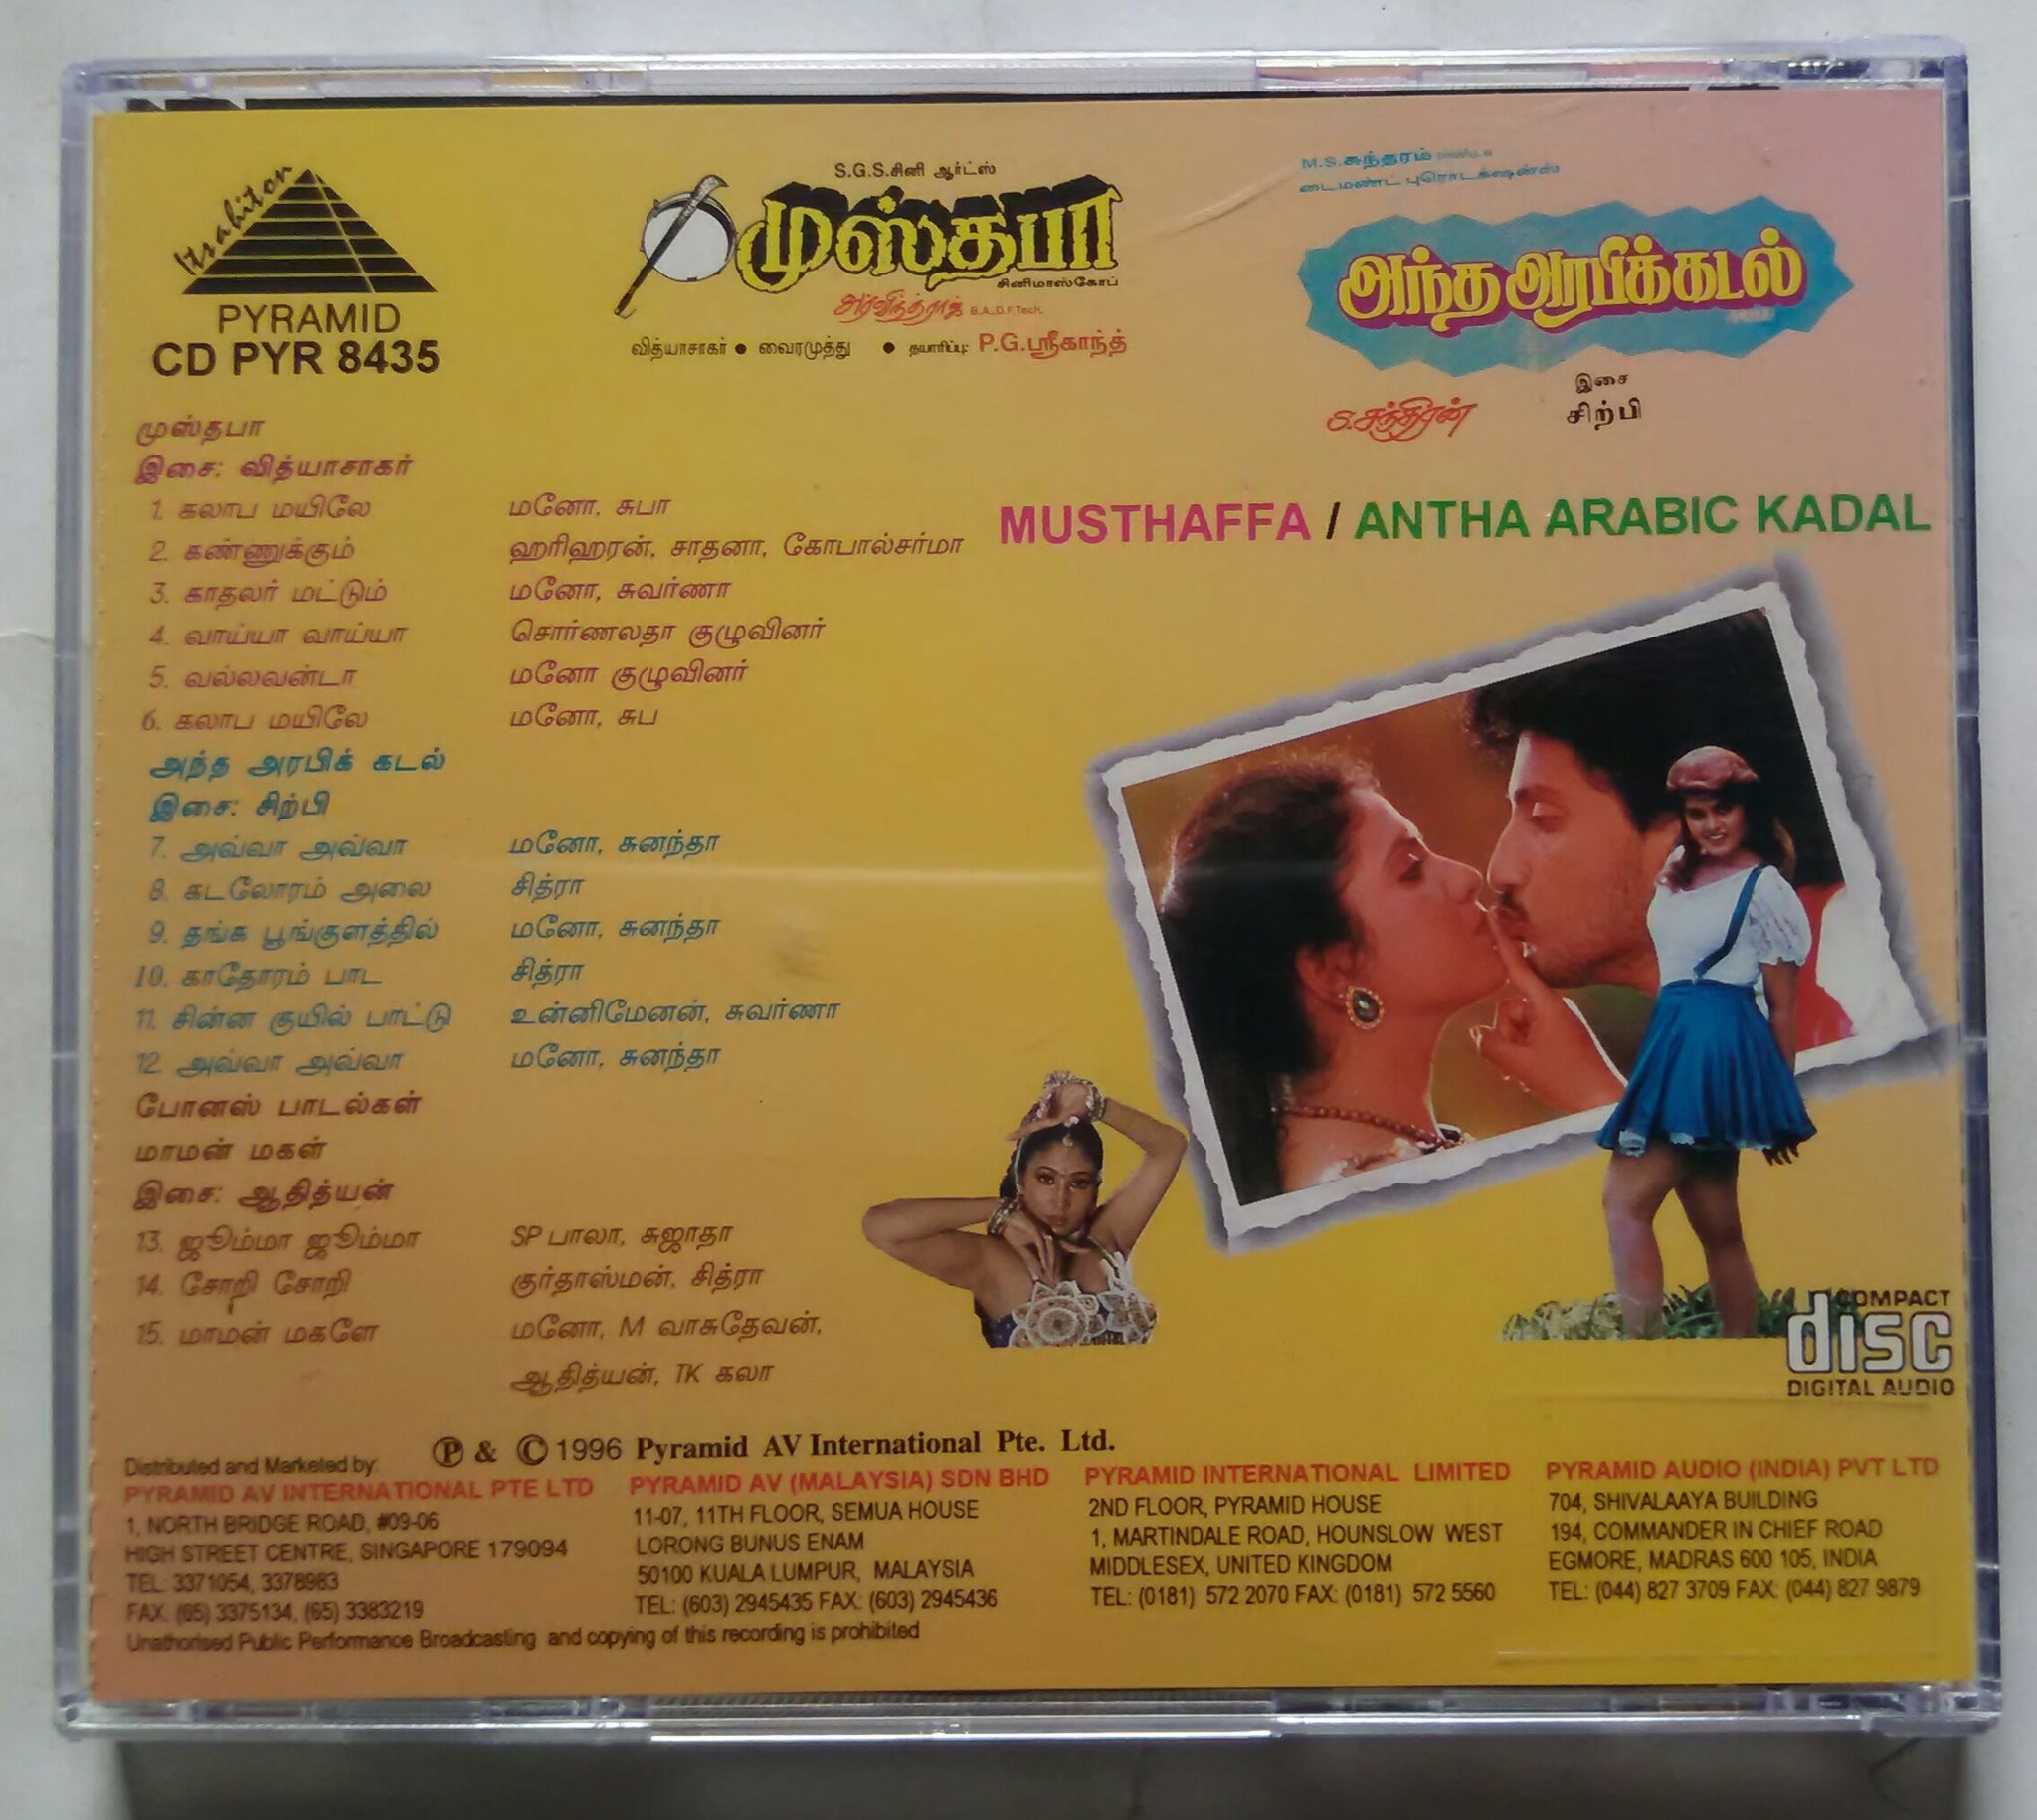 Itsahitor
PYRAMID
CD PYR 8435
S.G.S.சினி ஆர்ட்ஸ்
முஸ்தபா
சினிமாஸ்கோப்
அரவிந்த்ராஜ் B.A.,D.F.Tech.
வித்யாசாகர் • வைரமுத்து • தயாரிப்பு: P.G.ஸ்ரீகாந்த்
M.S.சுந்தரம்
டைமண்ட் புரொடக்ஷன்ஸ்
அந்த அரபிக்கடல்
S.சந்திரன்
இசை
சிற்பி
MUSTHAFFA / ANTHA ARABIC KADAL
முஸ்தபா
இசை: வித்யாசாகர்
1. கலாப மயிலே மனோ, சுபா
2. கண்ணுக்கும் ஹரிஹரன், சாதனா, கோபால்சர்மா
3. காதலர் மட்டும் மனோ, சுவர்ணா
4. வாய்யா வாய்யா சொர்ணலதா குழுவினர்
5. வல்லவன்டா மனோ குழுவினர்
6. கலாப மயிலே மனோ, சுப
அந்த அரபிக் கடல்
இசை: சிற்பி
7. அவ்வா அவ்வா மனோ, சுனந்தா
8. கடலோரம் அலை சித்ரா
9. தங்க பூங்குளத்தில் மனோ, சுனந்தா
10. காதோரம் பாட சித்ரா
11. சின்ன குயில் பாட்டு உன்னிமேனன், சுவர்ணா
12. அவ்வா அவ்வா மனோ, சுனந்தா
போனஸ் பாடல்கள்
மாமன் மகள்
இசை: ஆதித்யன்
13. ஜூம்மா ஜூம்மா SP பாலா, சுஜாதா
14. சோறி சோறி குர்தாஸ்மன், சித்ரா
15. மாமன் மகளே மனோ, M வாசுதேவன்,
ஆதித்யன், TK கலா
COMPACT
disc
DIGITAL AUDIO
Ⓟ & © 1996 Pyramid AV International Pte. Ltd.
Distributed and Marketed by:
PYRAMID AV INTERNATIONAL PTE LTD
1, NORTH BRIDGE ROAD, #09-06
HIGH STREET CENTRE, SINGAPORE 179094
TEL: 3371054, 3378983
FAX: (65) 3375134, (65) 3383219
PYRAMID AV (MALAYSIA) SDN BHD
11-07, 11TH FLOOR, SEMUA HOUSE
LORONG BUNUS ENAM
50100 KUALA LUMPUR, MALAYSIA
TEL: (603) 2945435 FAX: (603) 2945436
PYRAMID INTERNATIONAL LIMITED
2ND FLOOR, PYRAMID HOUSE
1, MARTINDALE ROAD, HOUNSLOW WEST
MIDDLESEX, UNITED KINGDOM
TEL: (0181) 572 2070 FAX: (0181) 572 5560
PYRAMID AUDIO (INDIA) PVT LTD
704, SHIVALAAYA BUILDING
194, COMMANDER IN CHIEF ROAD
EGMORE, MADRAS 600 105, INDIA
TEL: (044) 827 3709 FAX: (044) 827 9879
Unathorised Public Performance Broadcasting and copying of this recording is prohibited